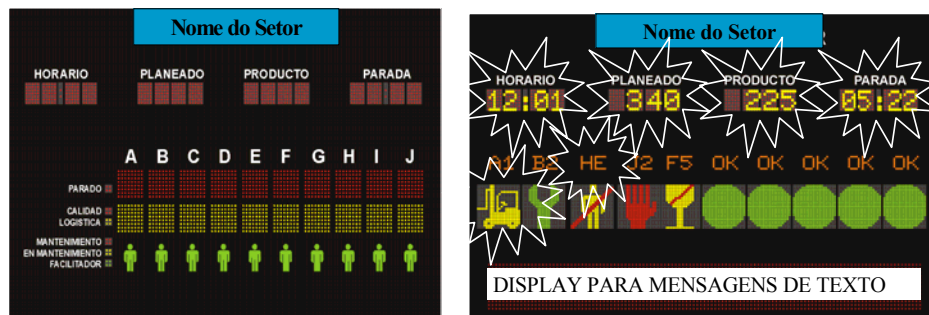 Nome do Setor
HORARIO PLANEADO PRODUCTO PARADA
A B C D E F G H I J
PARADO
CALIDAD
LOGISTICA
MANTENIMIENTO
EN MANTENIMIENTO
FACILITADOR
Nome do Setor
HORARIO PLANEADO PRODUCTO PARADA
12:01 340 225 05:22
A1 B2 HE J2 F5 OK OK OK OK OK
DISPLAY PARA MENSAGENS DE TEXTO